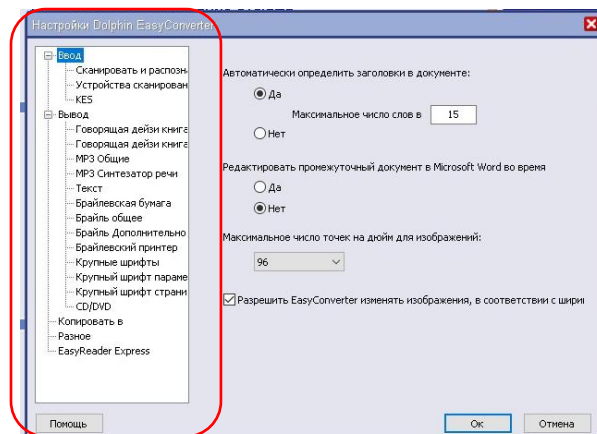 Настройки Dolphin EasyConverter
Ввод
Сканировать и распозн
Устройства сканирован
KES
Вывод
Говорящая дейзи книга
Говорящая дейзи книга
MP3 Общие
MP3 Синтезатор речи
Текст
Брайлевская бумага
Брайль общее
Брайль Дополнительно
Брайлевский принтер
Крупные шрифты
Крупный шрифт параме
Крупный шрифт страни
CD/DVD
Копировать в
Разное
EasyReader Express
Автоматически определить заголовки в документе:
Да
Максимальное число слов в 15
Нет
Редактировать промежуточный документ в Microsoft Word во время
Да
Нет
Максимальное число точек на дюйм для изображений:
96
Разрешить EasyConverter изменять изображения, в соответствии с шири
Помощь Ок Отмена